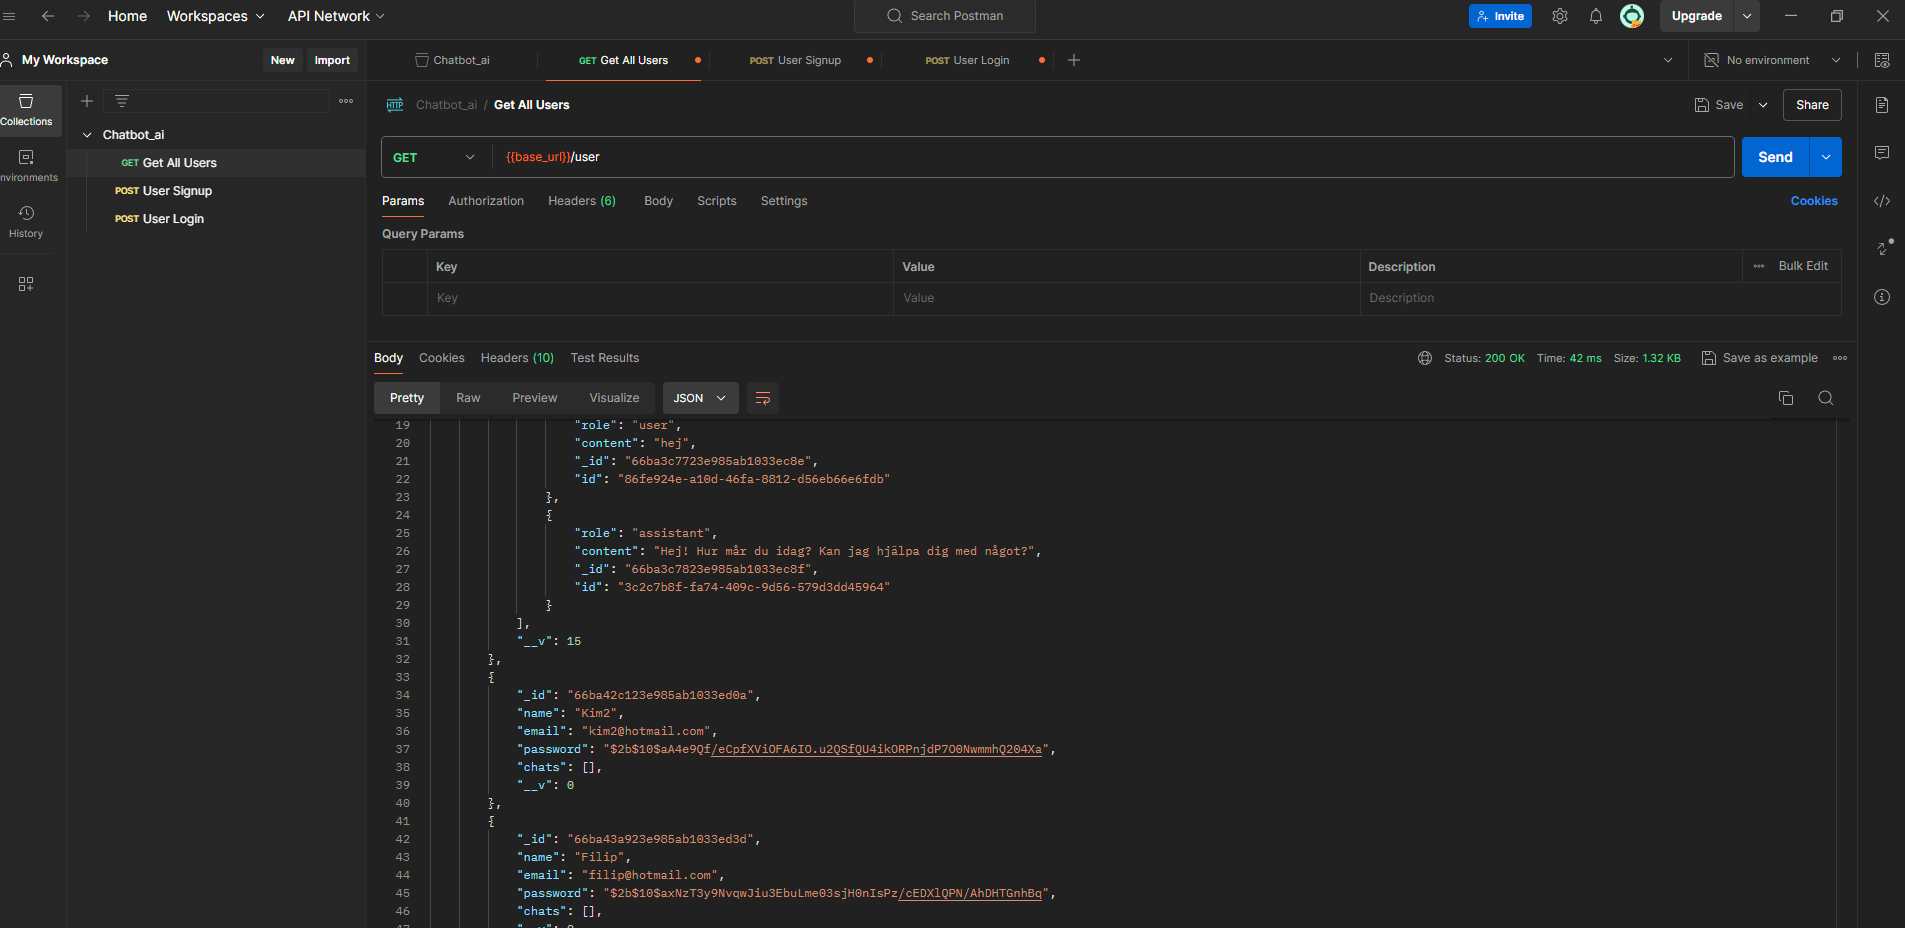 Home Workspaces API Network Search Postman Invite Upgrade
My Workspace New Import Chatbot_ai GET Get All Users POST User Signup POST User Login No environment
Collections
nvironments
History
Chatbot_ai
GET Get All Users
POST User Signup
POST User Login
HTTP Chatbot_ai / Get All Users Save Share
GET {{base_url}}/user Send
Params Authorization Headers (6) Body Scripts Settings Cookies
Query Params
Key Value Description Bulk Edit
Key Value Description
Body Cookies Headers (10) Test Results Status: 200 OK Time: 42 ms Size: 1.32 KB Save as example
Pretty Raw Preview Visualize JSON
19 "role": "user",
20 "content": "hej",
21 "_id": "66ba3c7723e985ab1033ec8e",
22 "id": "86fe924e-a10d-46fa-8812-d56eb66e6fdb"
23 },
24 {
25 "role": "assistant",
26 "content": "Hej! Hur mår du idag? Kan jag hjälpa dig med något?",
27 "_id": "66ba3c7823e985ab1033ec8f",
28 "id": "3c2c7b8f-fa74-409c-9d56-579d3dd45964"
29 }
30 ],
31 "__v": 15
32 },
33 {
34 "_id": "66ba42c123e985ab1033ed0a",
35 "name": "Kim2",
36 "email": "kim2@hotmail.com",
37 "password": "$2b$10$aA4e9Qf/eCpfXViOFA6IO.u2QSfQU4ikORPnjdP7O0NwmmhQ204Xa",
38 "chats": [],
39 "__v": 0
40 },
41 {
42 "_id": "66ba43a923e985ab1033ed3d",
43 "name": "Filip",
44 "email": "filip@hotmail.com",
45 "password": "$2b$10$axNzT3y9NvqwJiu3EbuLme03sjH0nIsPz/cEDXlQPN/AhDHTGnhBq",
46 "chats": [],